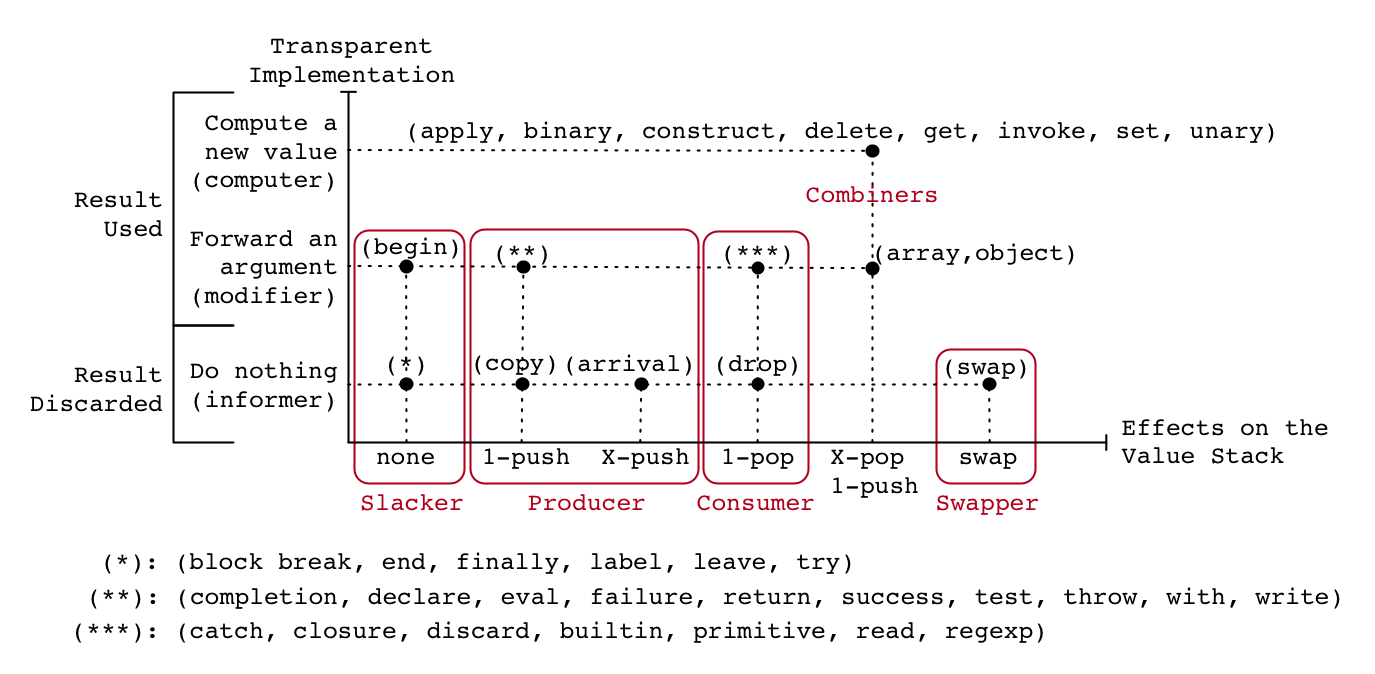 Transparent
Implementation
Compute a
new value
(computer)
(apply, binary, construct, delete, get, invoke, set, unary)
Combiners
Result
Used
Forward an
argument
(modifier)
(begin)
(**)
(***)
(array,object)
Result
Discarded
Do nothing
(informer)
(*)
(copy)
(arrival)
(drop)
(swap)
Effects on the
Value Stack
none
1-push
X-push
1-pop
X-pop
1-push
swap
Slacker
Producer
Consumer
Swapper
(*): (block break, end, finally, label, leave, try)
(**): (completion, declare, eval, failure, return, success, test, throw, with, write)
(***): (catch, closure, discard, builtin, primitive, read, regexp)